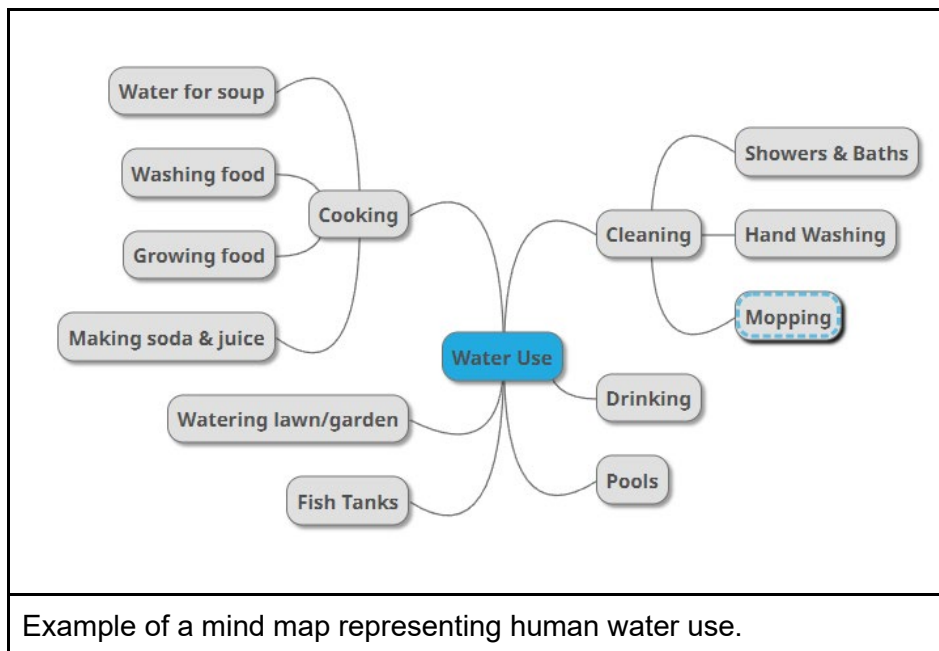 Water for soup
Washing food
Cooking
Growing food
Making soda & juice
Showers & Baths
Cleaning
Hand Washing
Mopping
Water Use
Watering lawn/garden
Fish Tanks
Drinking
Pools
Example of a mind map representing human water use.